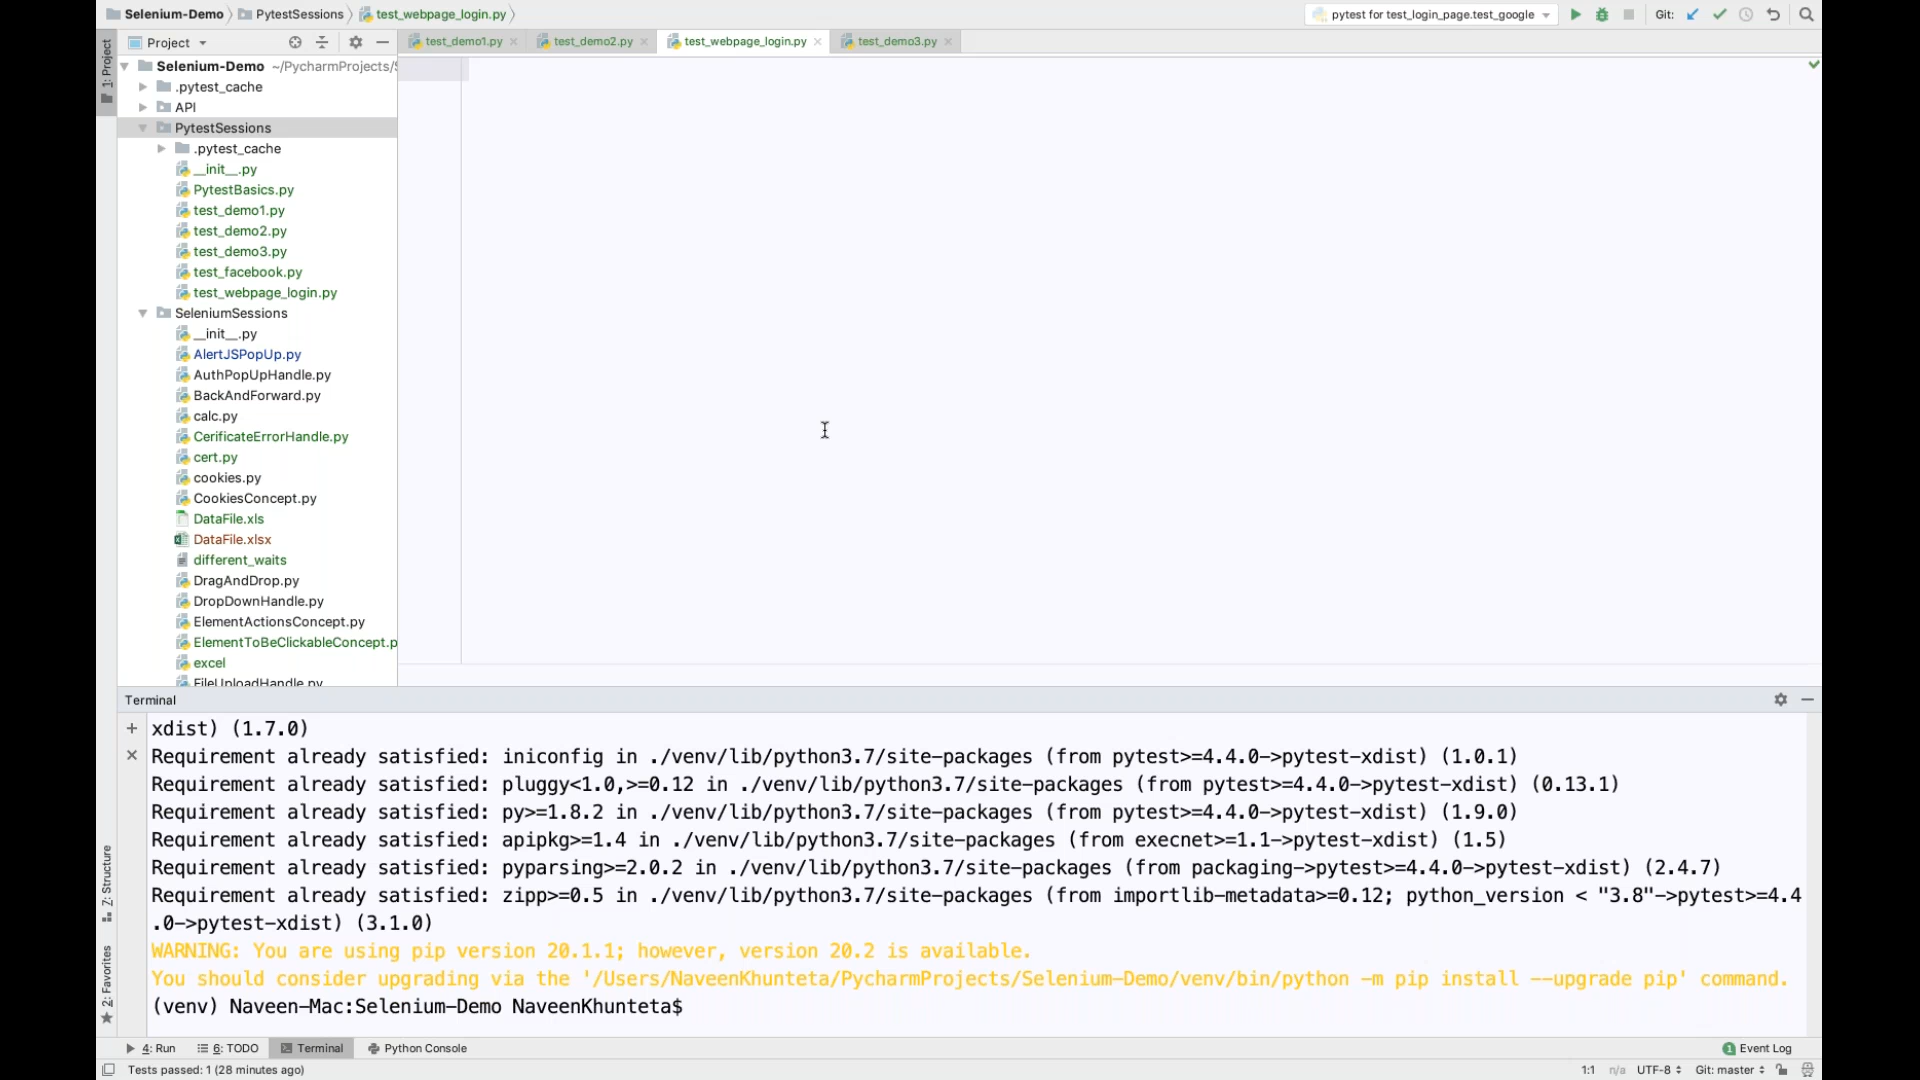 Selenium-Demo PytestSessions test_webpage_login.py
pytest for test_login_page.test_google Git:
1: Project
Project
test_demo1.py test_demo2.py test_webpage_login.py test_demo3.py
Selenium-Demo ~/PycharmProjects/S
.pytest_cache
API
PytestSessions
.pytest_cache
__init__.py
PytestBasics.py
test_demo1.py
test_demo2.py
test_demo3.py
test_facebook.py
test_webpage_login.py
SeleniumSessions
__init__.py
AlertJSPopUp.py
AuthPopUpHandle.py
BackAndForward.py
calc.py
CerificateErrorHandle.py
cert.py
cookies.py
CookiesConcept.py
DataFile.xls
DataFile.xlsx
different_waits
DragAndDrop.py
DropDownHandle.py
ElementActionsConcept.py
ElementToBeClickableConcept.p
excel
FileUploadHandle.py
Terminal
xdist) (1.7.0)
Requirement already satisfied: iniconfig in ./venv/lib/python3.7/site-packages (from pytest>=4.4.0->pytest-xdist) (1.0.1)
Requirement already satisfied: pluggy<1.0,>=0.12 in ./venv/lib/python3.7/site-packages (from pytest>=4.4.0->pytest-xdist) (0.13.1)
Requirement already satisfied: py>=1.8.2 in ./venv/lib/python3.7/site-packages (from pytest>=4.4.0->pytest-xdist) (1.9.0)
Requirement already satisfied: apipkg>=1.4 in ./venv/lib/python3.7/site-packages (from execnet>=1.1->pytest-xdist) (1.5)
Requirement already satisfied: pyparsing>=2.0.2 in ./venv/lib/python3.7/site-packages (from packaging->pytest>=4.4.0->pytest-xdist) (2.4.7)
Requirement already satisfied: zipp>=0.5 in ./venv/lib/python3.7/site-packages (from importlib-metadata>=0.12; python_version < "3.8"->pytest>=4.4
.0->pytest-xdist) (3.1.0)
WARNING: You are using pip version 20.1.1; however, version 20.2 is available.
You should consider upgrading via the '/Users/NaveenKhunteta/PycharmProjects/Selenium-Demo/venv/bin/python -m pip install --upgrade pip' command.
(venv) Naveen-Mac:Selenium-Demo NaveenKhunteta$
Z: Structure
2: Favorites
4: Run 6: TODO Terminal Python Console 1 Event Log
Tests passed: 1 (28 minutes ago) 1:1 n/a UTF-8 Git: master